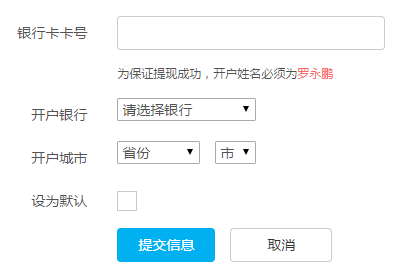 银行卡卡号
为保证提现成功，开户姓名必须为罗永鹏
开户银行 请选择银行
开户城市 省份 市
设为默认
提交信息 取消